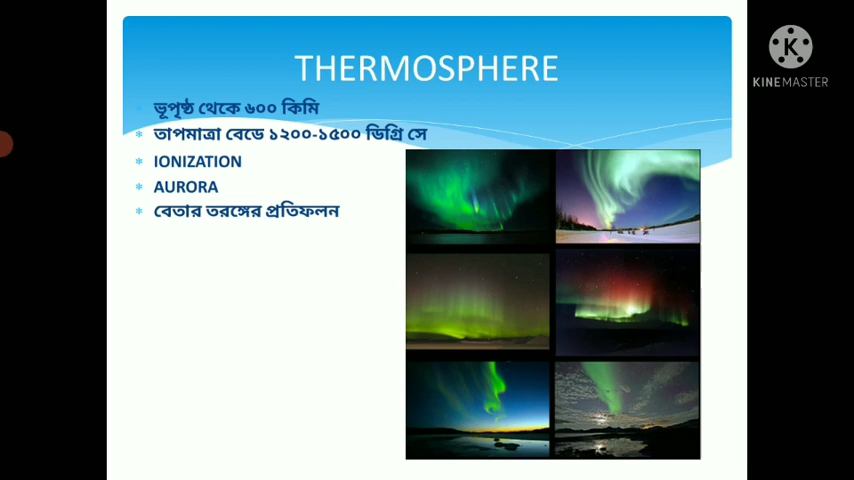 THERMOSPHERE
ভূপৃষ্ঠ থেকে ৬০০ কিমি
তাপমাত্রা বেডে ১২০০-১৫০০ ডিগ্রি সে
IONIZATION
AURORA
বেতার তরঙ্গের প্রতিফলন
K
KINEMASTER